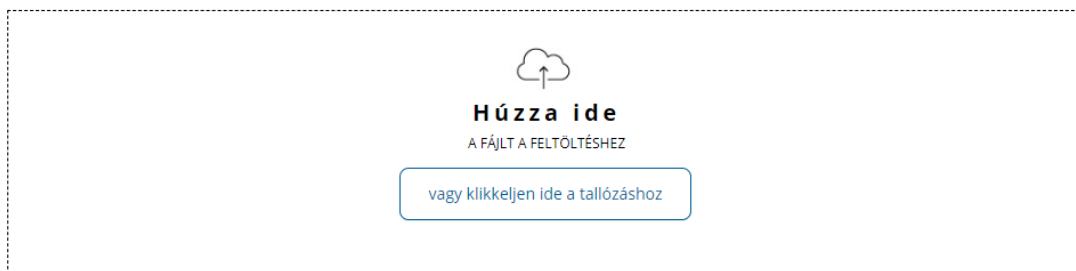 Húzza ide
A FÁJLT A FELTÖLTÉSHEZ
vagy klikkeljen ide a tallózáshoz